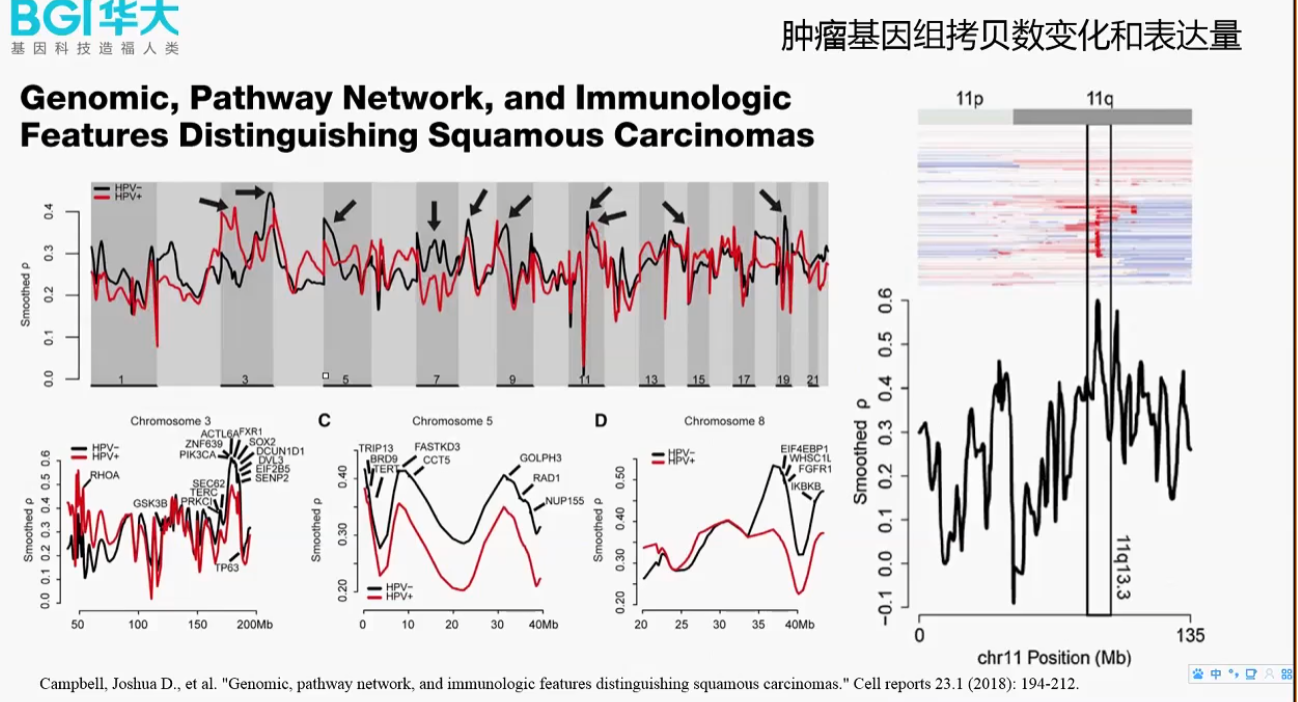 BGI华大
基因科技造福人类
肿瘤基因组拷贝数变化和表达量
Genomic, Pathway Network, and Immunologic
Features Distinguishing Squamous Carcinomas
HPV−
HPV+
Smoothed ρ
0.4
0.3
0.2
0.1
0.0
1 3 5 7 9 11 13 15 17 19 21
Chromosome 3
HPV−
HPV+
Smoothed ρ
0.6
0.5
0.4
0.3
0.2
0.1
0.0
RHOA
GSK3B
ACTL6A
FXR1
ZNF639
SOX2
PIK3CA
DCUN1D1
DVL3
EIF2B5
SENP2
SEC62
TERC
PRKCI
TP63
50 100 150 200Mb
C
Chromosome 5
Smoothed ρ
0.40
0.30
0.20
TRIP13
BRD9
TERT
FASTKD3
CCT5
GOLPH3
RAD1
NUP155
HPV−
HPV+
0 10 20 30 40Mb
D
Chromosome 8
HPV−
HPV+
Smoothed ρ
0.50
0.40
0.30
0.20
EIF4EBP1
WHSC1L
FGFR1
IKBKB
20 25 30 35 40Mb
11p 11q
Smoothed ρ
0.6
0.5
0.4
0.3
0.2
0.1
0.0
−0.1
11q13.3
0 135
chr11 Position (Mb)
Campbell, Joshua D., et al. "Genomic, pathway network, and immunologic features distinguishing squamous carcinomas." Cell reports 23.1 (2018): 194-212.
中